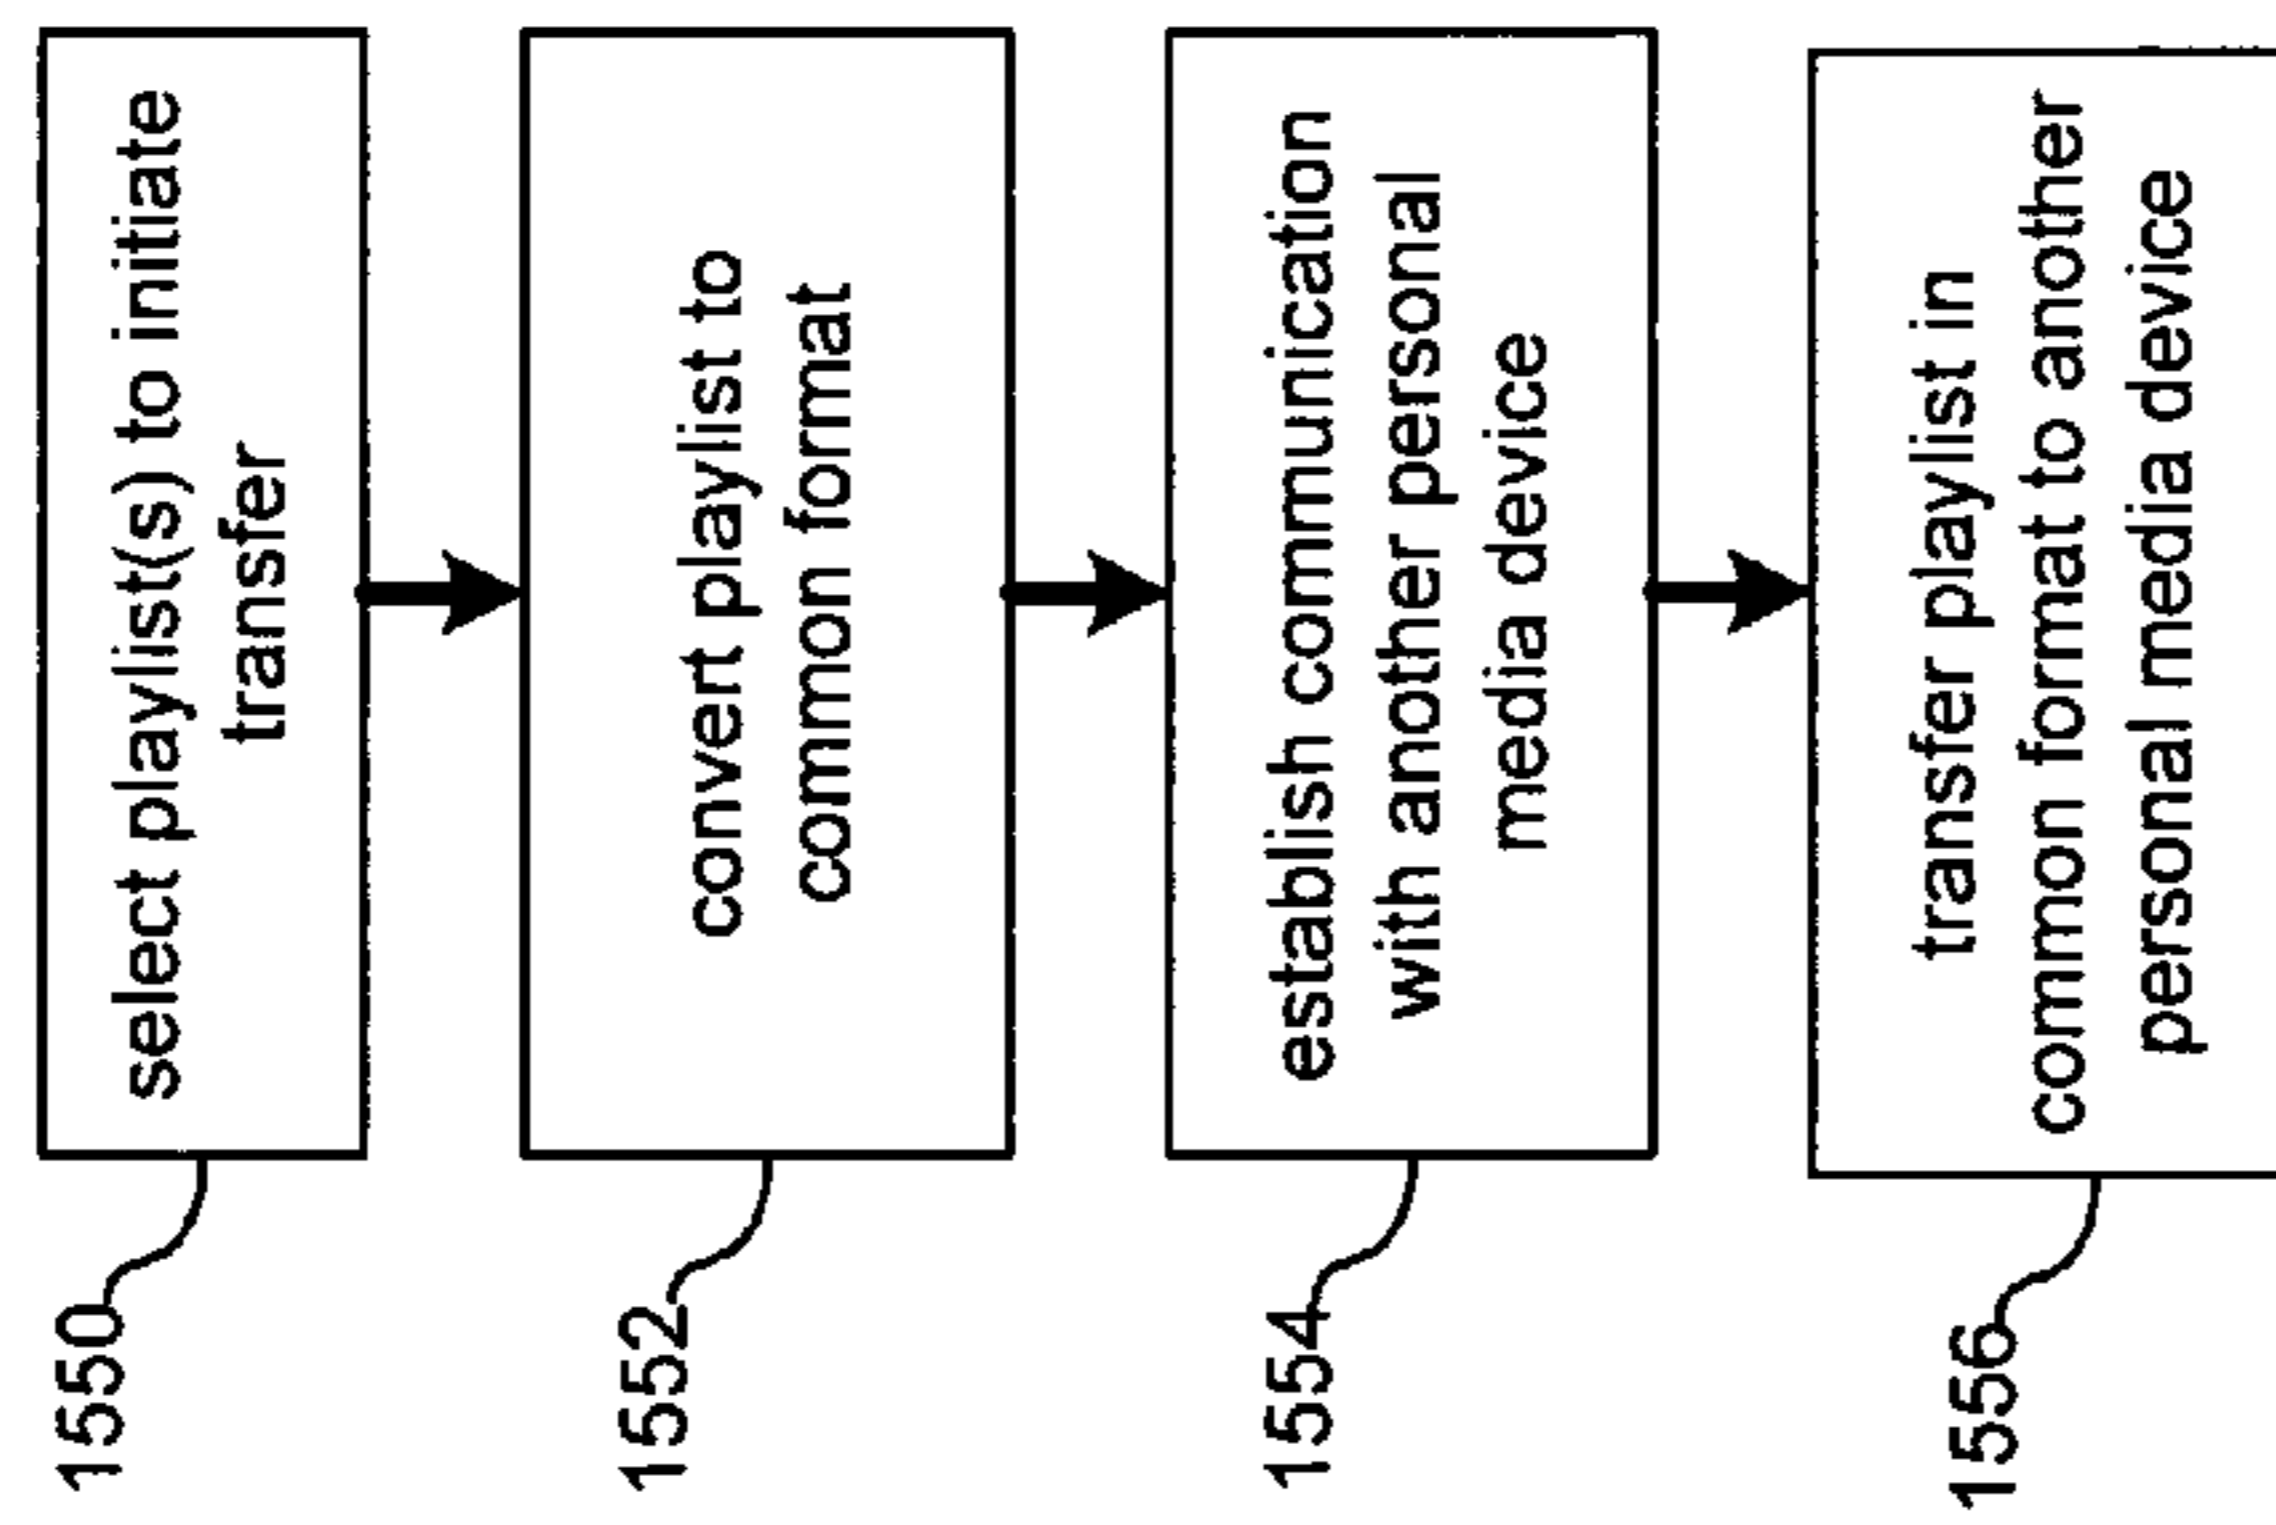 1550
select playlist(s) to initiate
transfer
1552
convert playlist to
common format
1554
establish communication
with another personal
media device
1556
transfer playlist in
common format to another
personal media device